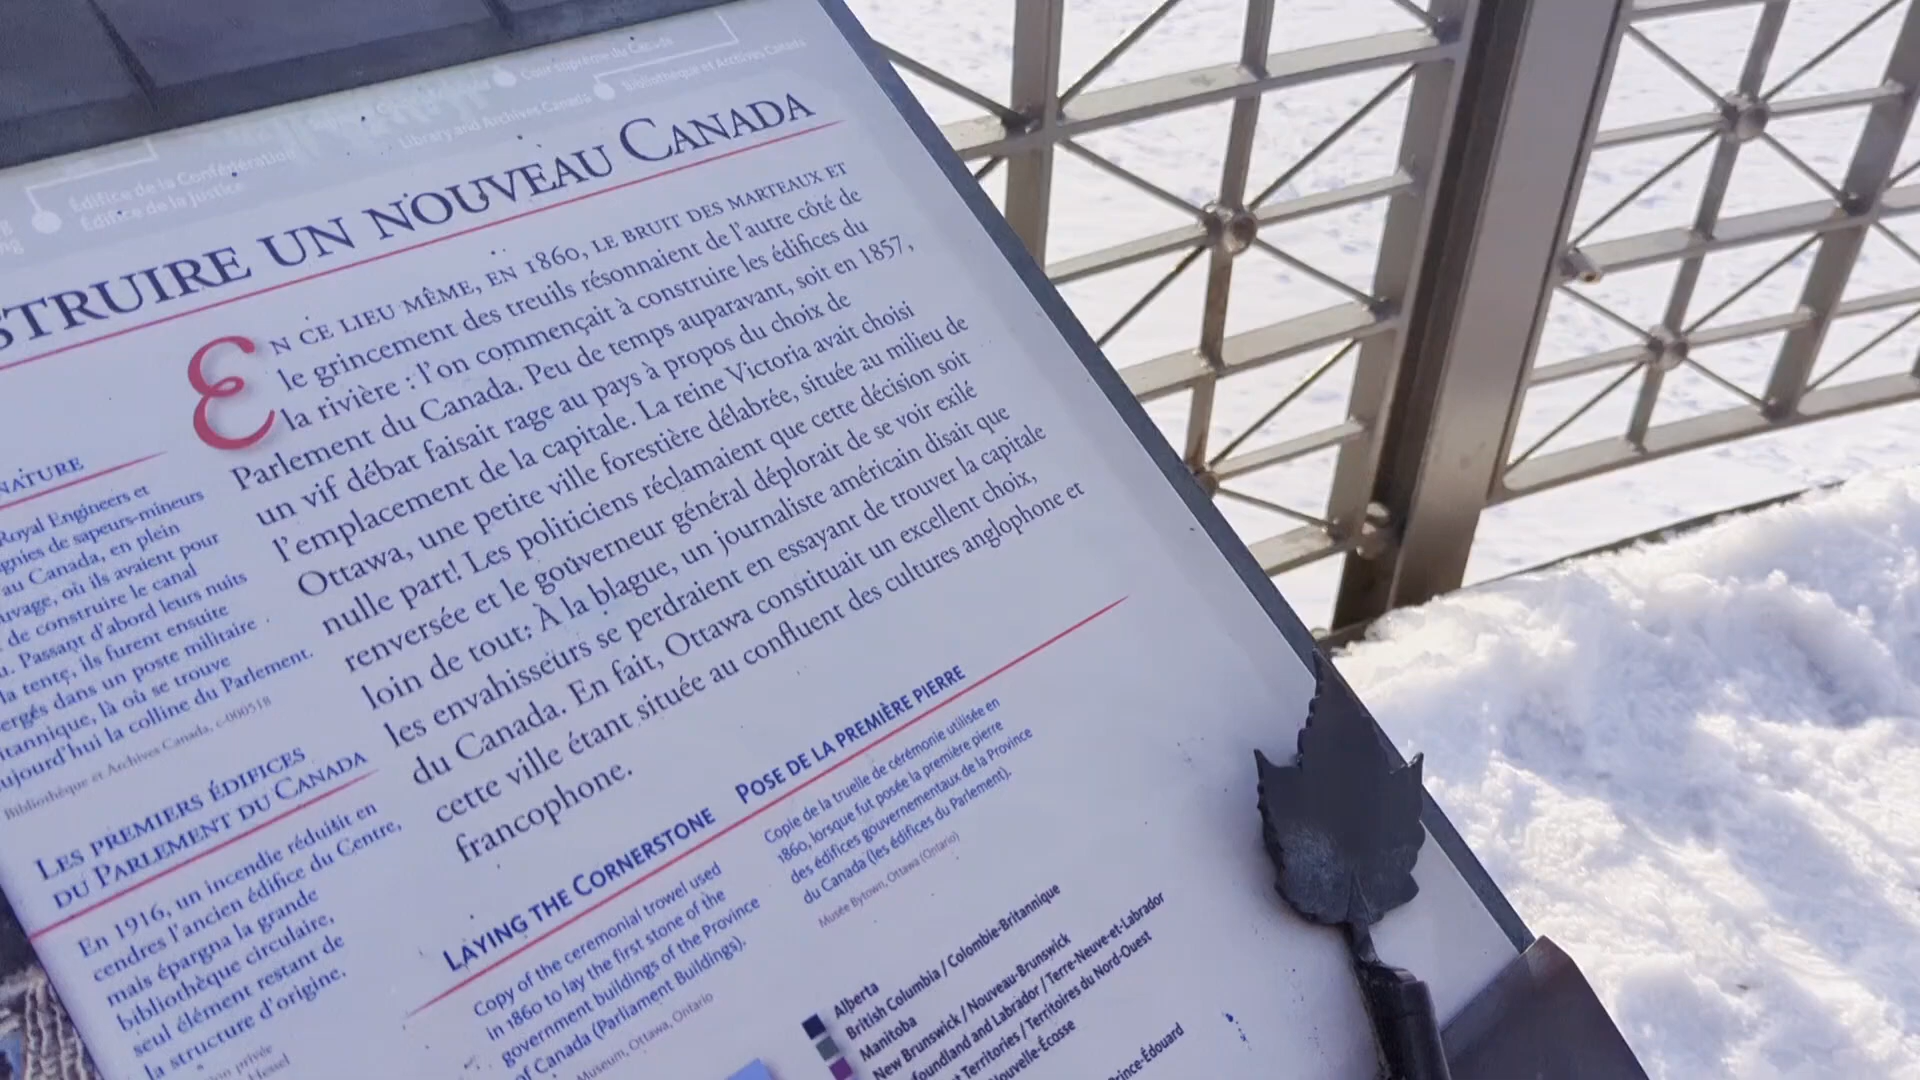 Cour suprême du Canada
Bibliothèque et Archives Canada
Library and Archives Canada
Édifice de la Confédération
Édifice de la Justice
STRUIRE UN NOUVEAU CANADA
EN CE LIEU MÊME, EN 1860, LE BRUIT DES MARTEAUX ET
le grincement des treuils résonnaient de l'autre côté de
la rivière : l'on commençait à construire les édifices du
Parlement du Canada. Peu de temps auparavant, soit en 1857,
un vif débat faisait rage au pays à propos du choix de
l'emplacement de la capitale. La reine Victoria avait choisi
Ottawa, une petite ville forestière délabrée, située au milieu de
nulle part! Les politiciens réclamaient que cette décision soit
renversée et le gouverneur général déplorait de se voir exilé
loin de tout: À la blague, un journaliste américain disait que
les envahisseurs se perdraient en essayant de trouver la capitale
du Canada. En fait, Ottawa constituait un excellent choix,
cette ville étant située au confluent des cultures anglophone et
francophone.
NATURE
Royal Engineers et
gnies de sapeurs-mineurs
au Canada, en plein
uvage, où ils avaient pour
de construire le canal
u. Passant d'abord leurs nuits
la tente, ils furent ensuite
ergés dans un poste militaire
itannique, là où se trouve
ujourd'hui la colline du Parlement.
Bibliothèque et Archives Canada, c-000518
LES PREMIERS ÉDIFICES
DU PARLEMENT DU CANADA
En 1916, un incendie réduisit en
cendres l'ancien édifice du Centre,
mais épargna la grande
bibliothèque circulaire,
seul élément restant de
la structure d'origine.
ion privée
Hessel
LAYING THE CORNERSTONE
Copy of the ceremonial trowel used
in 1860 to lay the first stone of the
government buildings of the Province
of Canada (Parliament Buildings).
Museum, Ottawa, Ontario
POSE DE LA PREMIÈRE PIERRE
Copie de la truelle de cérémonie utilisée en
1860, lorsque fut posée la première pierre
des édifices gouvernementaux de la Province
du Canada (les édifices du Parlement).
Musée Bytown, Ottawa (Ontario)
Alberta
British Columbia / Colombie-Britannique
Manitoba
New Brunswick / Nouveau-Brunswick
foundland and Labrador / Terre-Neuve-et-Labrador
t Territories / Territoires du Nord-Ouest
Nouvelle-Écosse
Prince-Édouard